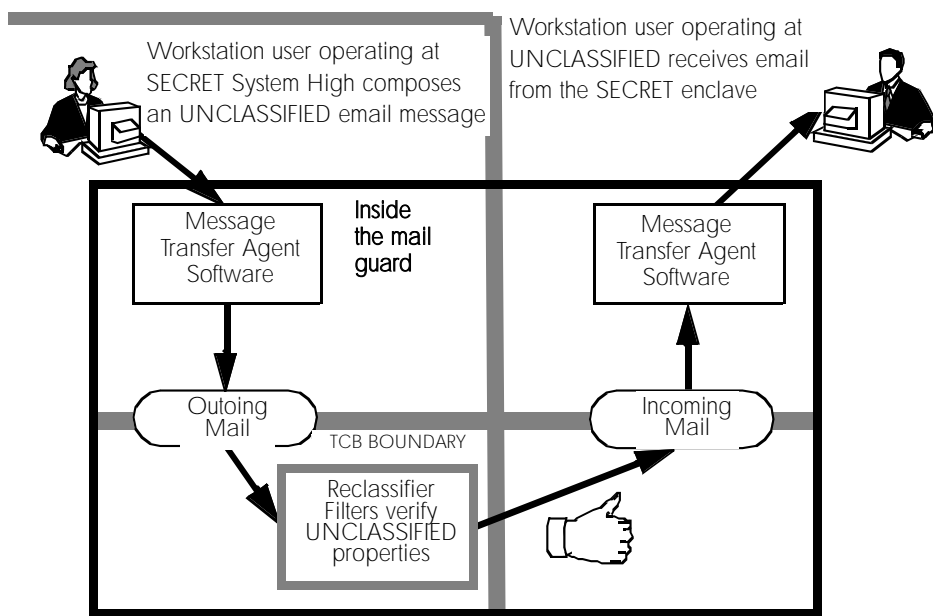 Workstation user operating at
SECRET System High composes
an UNCLASSIFIED email message
Workstation user operating at
UNCLASSIFIED receives email
from the SECRET enclave
Message
Transfer Agent
Software
Inside
the mail
guard
Message
Transfer Agent
Software
Outoing
Mail
Incoming
Mail
TCB BOUNDARY
Reclassifier
Filters verify
UNCLASSIFIED
properties